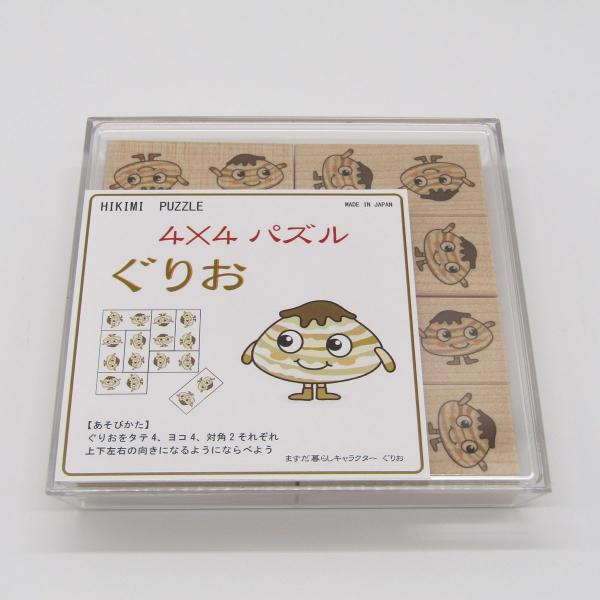 HIKIMI PUZZLE
MADE IN JAPAN
4×4 パズル
ぐりお
【あそびかた】
ぐりおをタテ4、ヨコ4、対角2それぞれ
上下左右の向きになるようにならべよう
ますだ暮らしキャラクター ぐりお